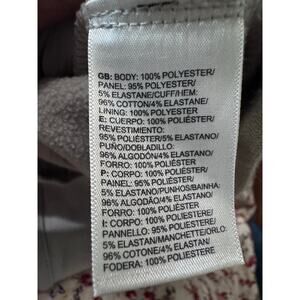 GB: BODY: 100% POLYESTER/
PANEL: 95% POLYESTER/
5% ELASTANE/CUFF/HEM:
96% COTTON/4% ELASTANE/
LINING: 100% POLYESTER
E: CUERPO: 100% POLIÉSTER/
REVESTIMIENTO:
95% POLIÉSTER/5% ELASTANO/
PUÑO/DOBLADILLO:
96% ALGODÓN/4% ELASTANO/
FORRO: 100% POLIÉSTER
P: CORPO: 100% POLIÉSTER/
PAINEL: 95% POLIÉSTER/
5% ELASTANO/PUNHOS/BAINHA:
96% ALGODÃO/4% ELASTANO/
FORRO: 100% POLIÉSTER
I: CORPO: 100% POLIESTERE/
PANNELLO: 95% POLIESTERE/
5% ELASTAN/MANCHETTE/ORLO:
96% COTONE/4% ELASTAN/
FODERA: 100% POLIESTERE